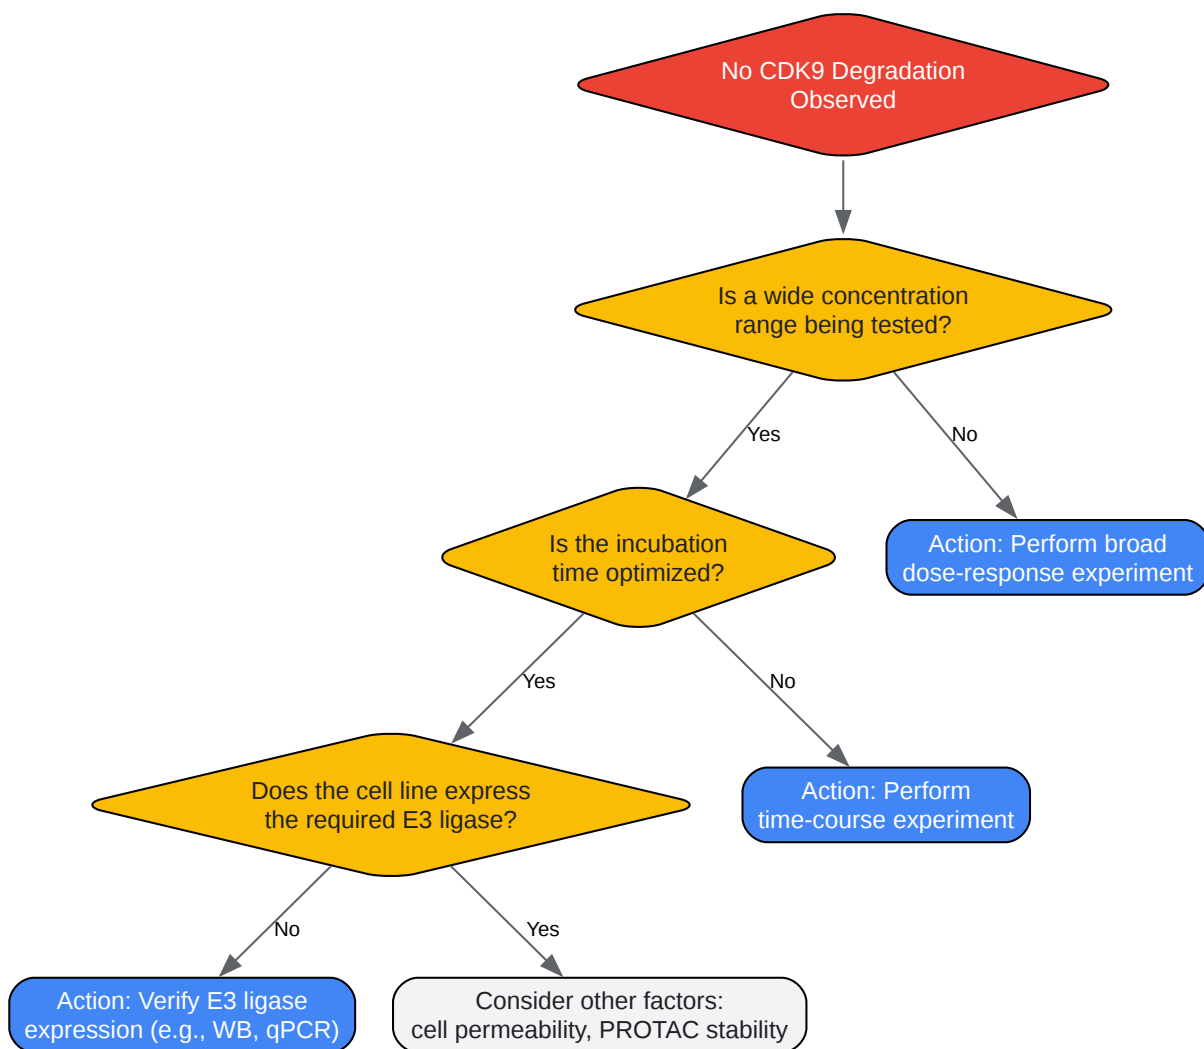 No CDK9 Degradation
Observed
Is a wide concentration
range being tested?
Yes
No
Is the incubation
time optimized?
Action: Perform broad
dose-response experiment
Yes
No
Does the cell line express
the required E3 ligase?
Action: Perform
time-course experiment
No
Yes
Action: Verify E3 ligase
expression (e.g., WB, qPCR)
Consider other factors:
cell permeability, PROTAC stability